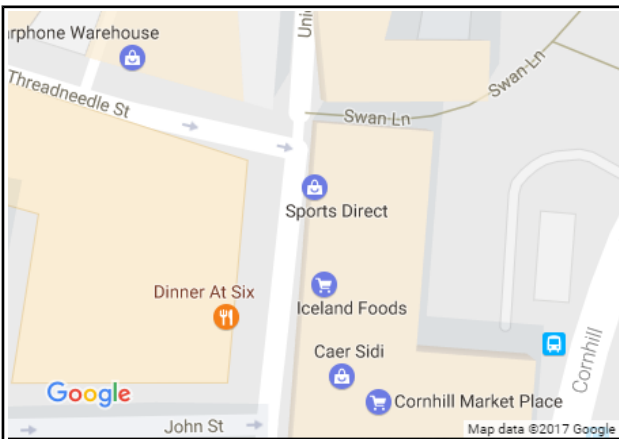 rphone Warehouse
Uni
Threadneedle St
Swan Ln
Swan Ln
Sports Direct
Dinner At Six
Iceland Foods
Caer Sidi
Cornhill
Cornhill Market Place
Google
John St
Map data ©2017 Google